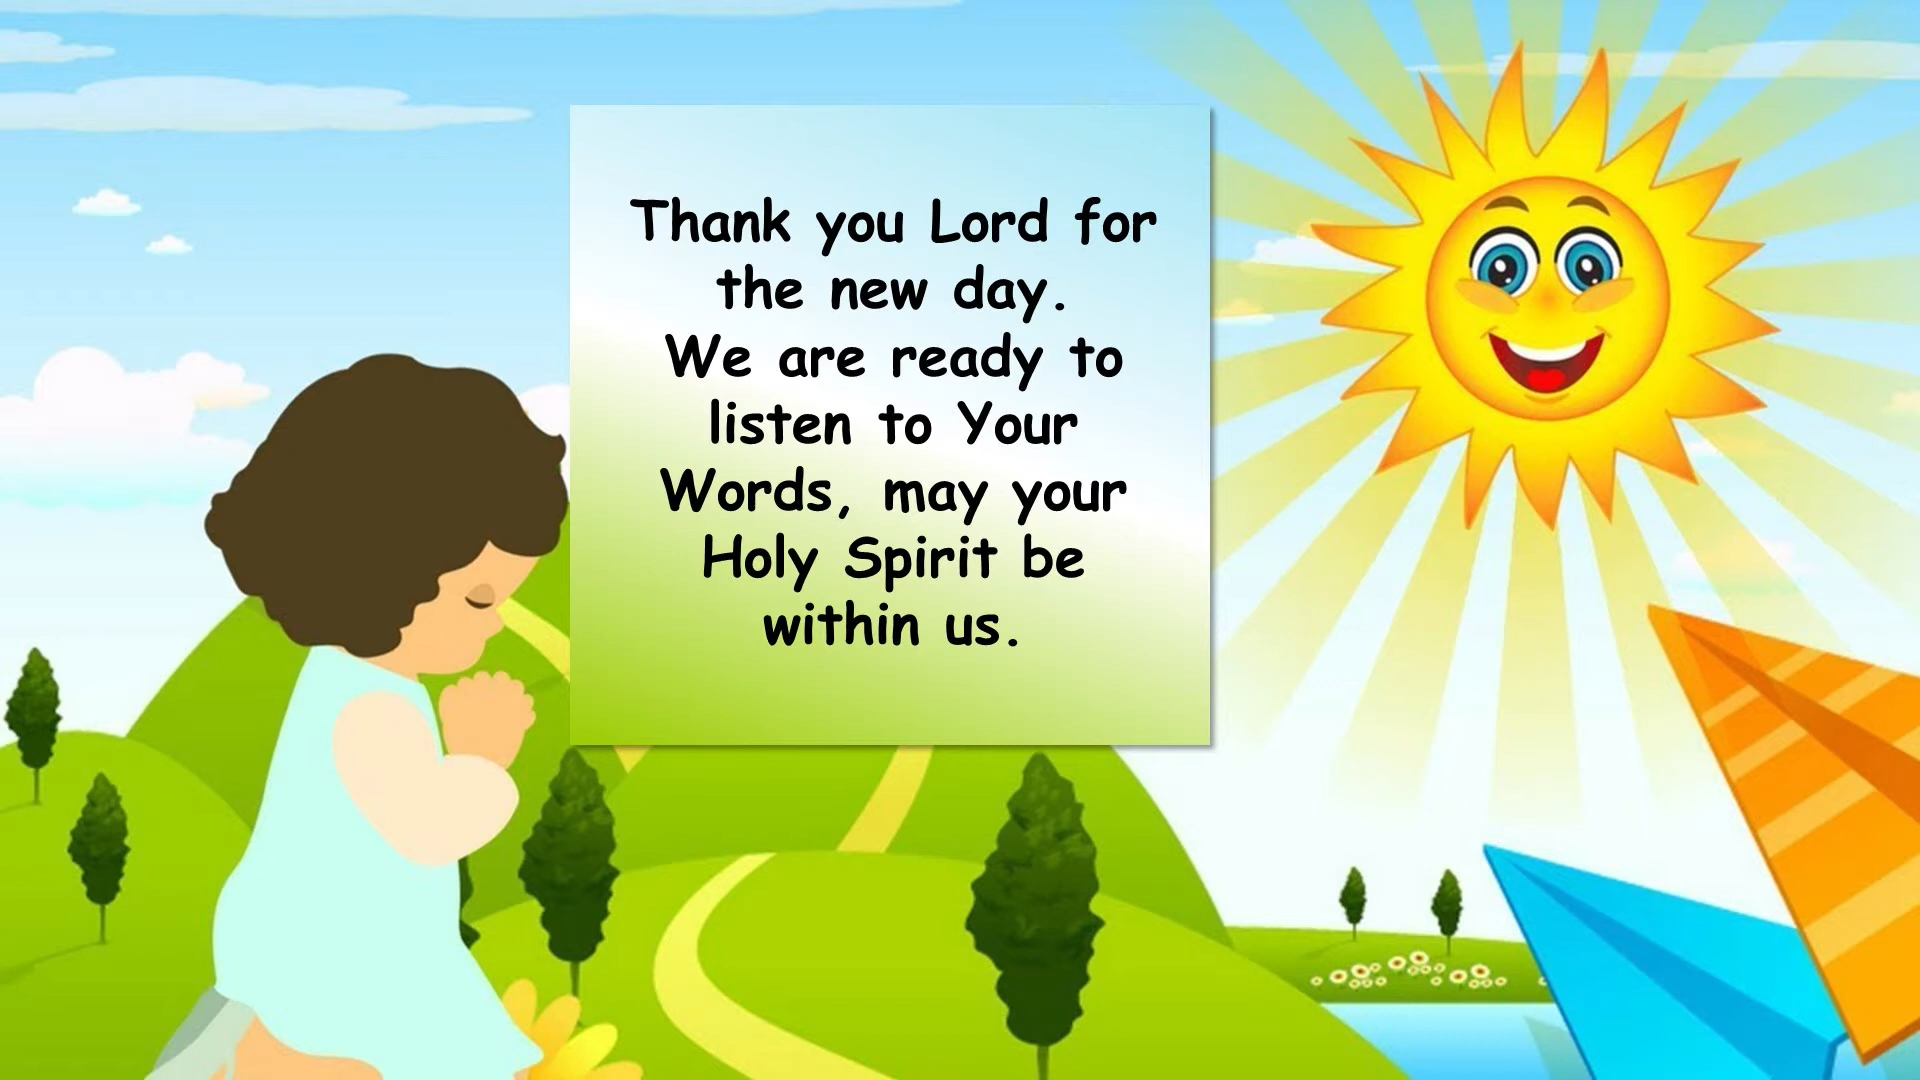 Thank you Lord for
the new day.
We are ready to
listen to Your
Words, may your
Holy Spirit be
within us.